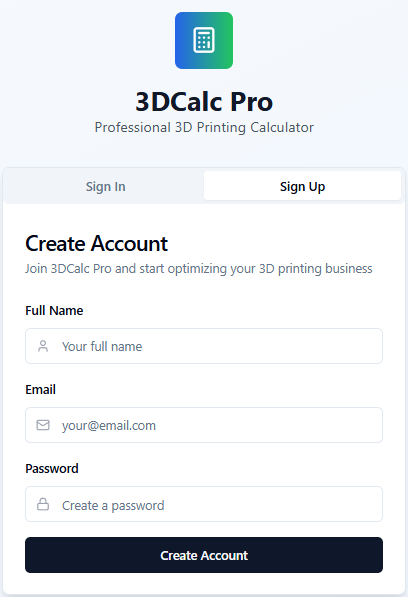 3DCalc Pro
Professional 3D Printing Calculator
Sign In
Sign Up
Create Account
Join 3DCalc Pro and start optimizing your 3D printing business
Full Name
Your full name
Email
your@email.com
Password
Create a password
Create Account